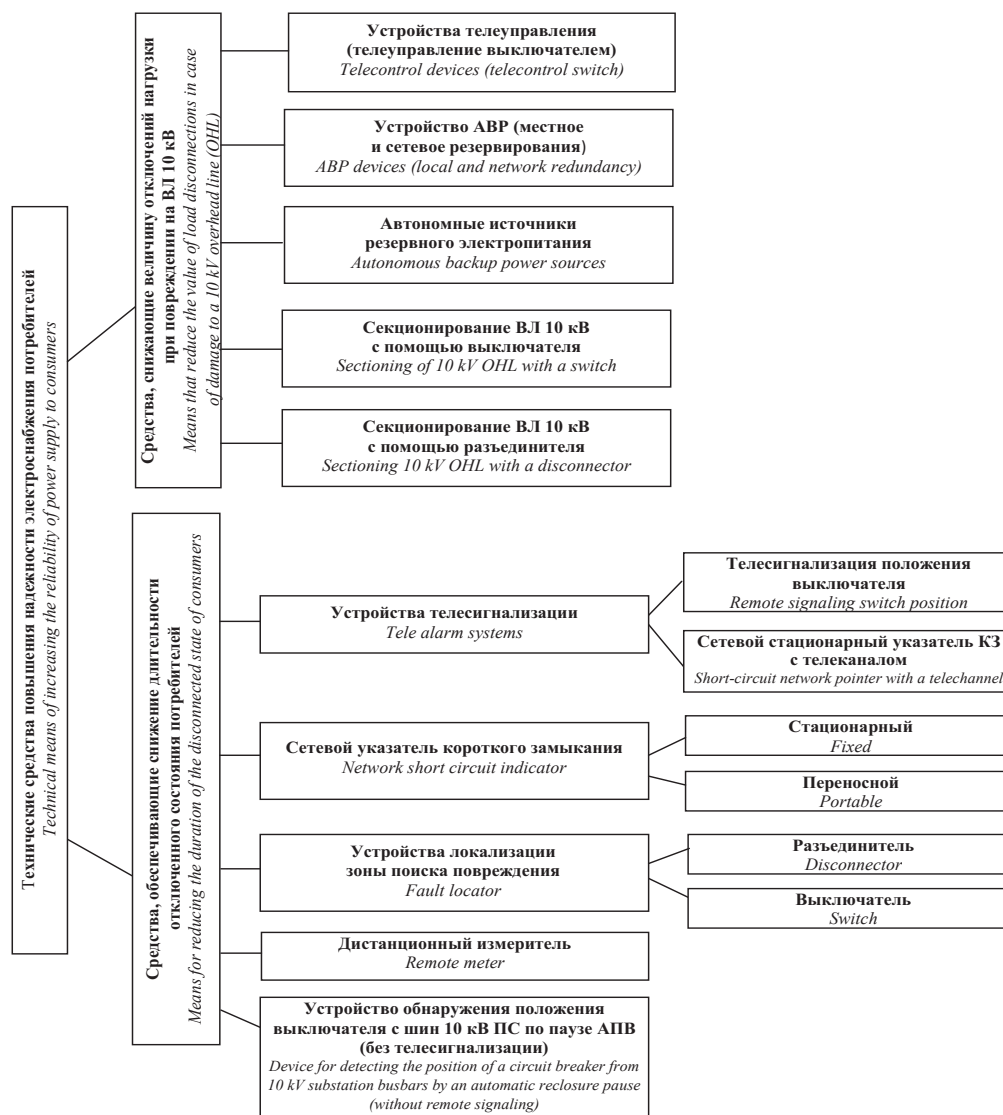 Технические средства повышения надежности электроснабжения потребителей
Technical means of increasing the reliability of power supply to consumers
Средства, снижающие величину отключений нагрузки
при повреждении на ВЛ 10 кВ
Means that reduce the value of load disconnections in case
of damage to a 10 kV overhead line (OHL)
Устройства телеуправления
(телеуправление выключателем)
Telecontrol devices (telecontrol switch)
Устройство АВР (местное
и сетевое резервирования)
ABP devices (local and network redundancy)
Автономные источники
резервного электропитания
Autonomous backup power sources
Секционирование ВЛ 10 кВ
с помощью выключателя
Sectioning of 10 kV OHL with a switch
Секционирование ВЛ 10 кВ
с помощью разъединителя
Sectioning 10 kV OHL with a disconnector
Средства, обеспечивающие снижение длительности
отключенного состояния потребителей
Means for reducing the duration of the disconnected state of consumers
Устройства телесигнализации
Tele alarm systems
Телесигнализация положения
выключателя
Remote signaling switch position
Сетевой стационарный указатель КЗ
с телеканалом
Short-circuit network pointer with a telechannel
Сетевой указатель короткого замыкания
Network short circuit indicator
Стационарный
Fixed
Переносной
Portable
Устройства локализации
зоны поиска повреждения
Fault locator
Разъединитель
Disconnector
Выключатель
Switch
Дистанционный измеритель
Remote meter
Устройство обнаружения положения
выключателя с шин 10 кВ ПС по паузе АПВ
(без телесигнализации)
Device for detecting the position of a circuit breaker from
10 kV substation busbars by an automatic reclosure pause
(without remote signaling)